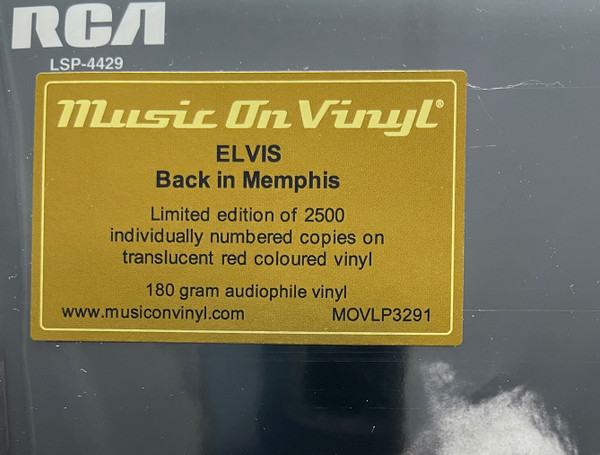 RCA
LSP-4429
Music On Vinyl®
ELVIS
Back in Memphis
Limited edition of 2500
individually numbered copies on
translucent red coloured vinyl
180 gram audiophile vinyl
www.musiconvinyl.com MOVLP3291